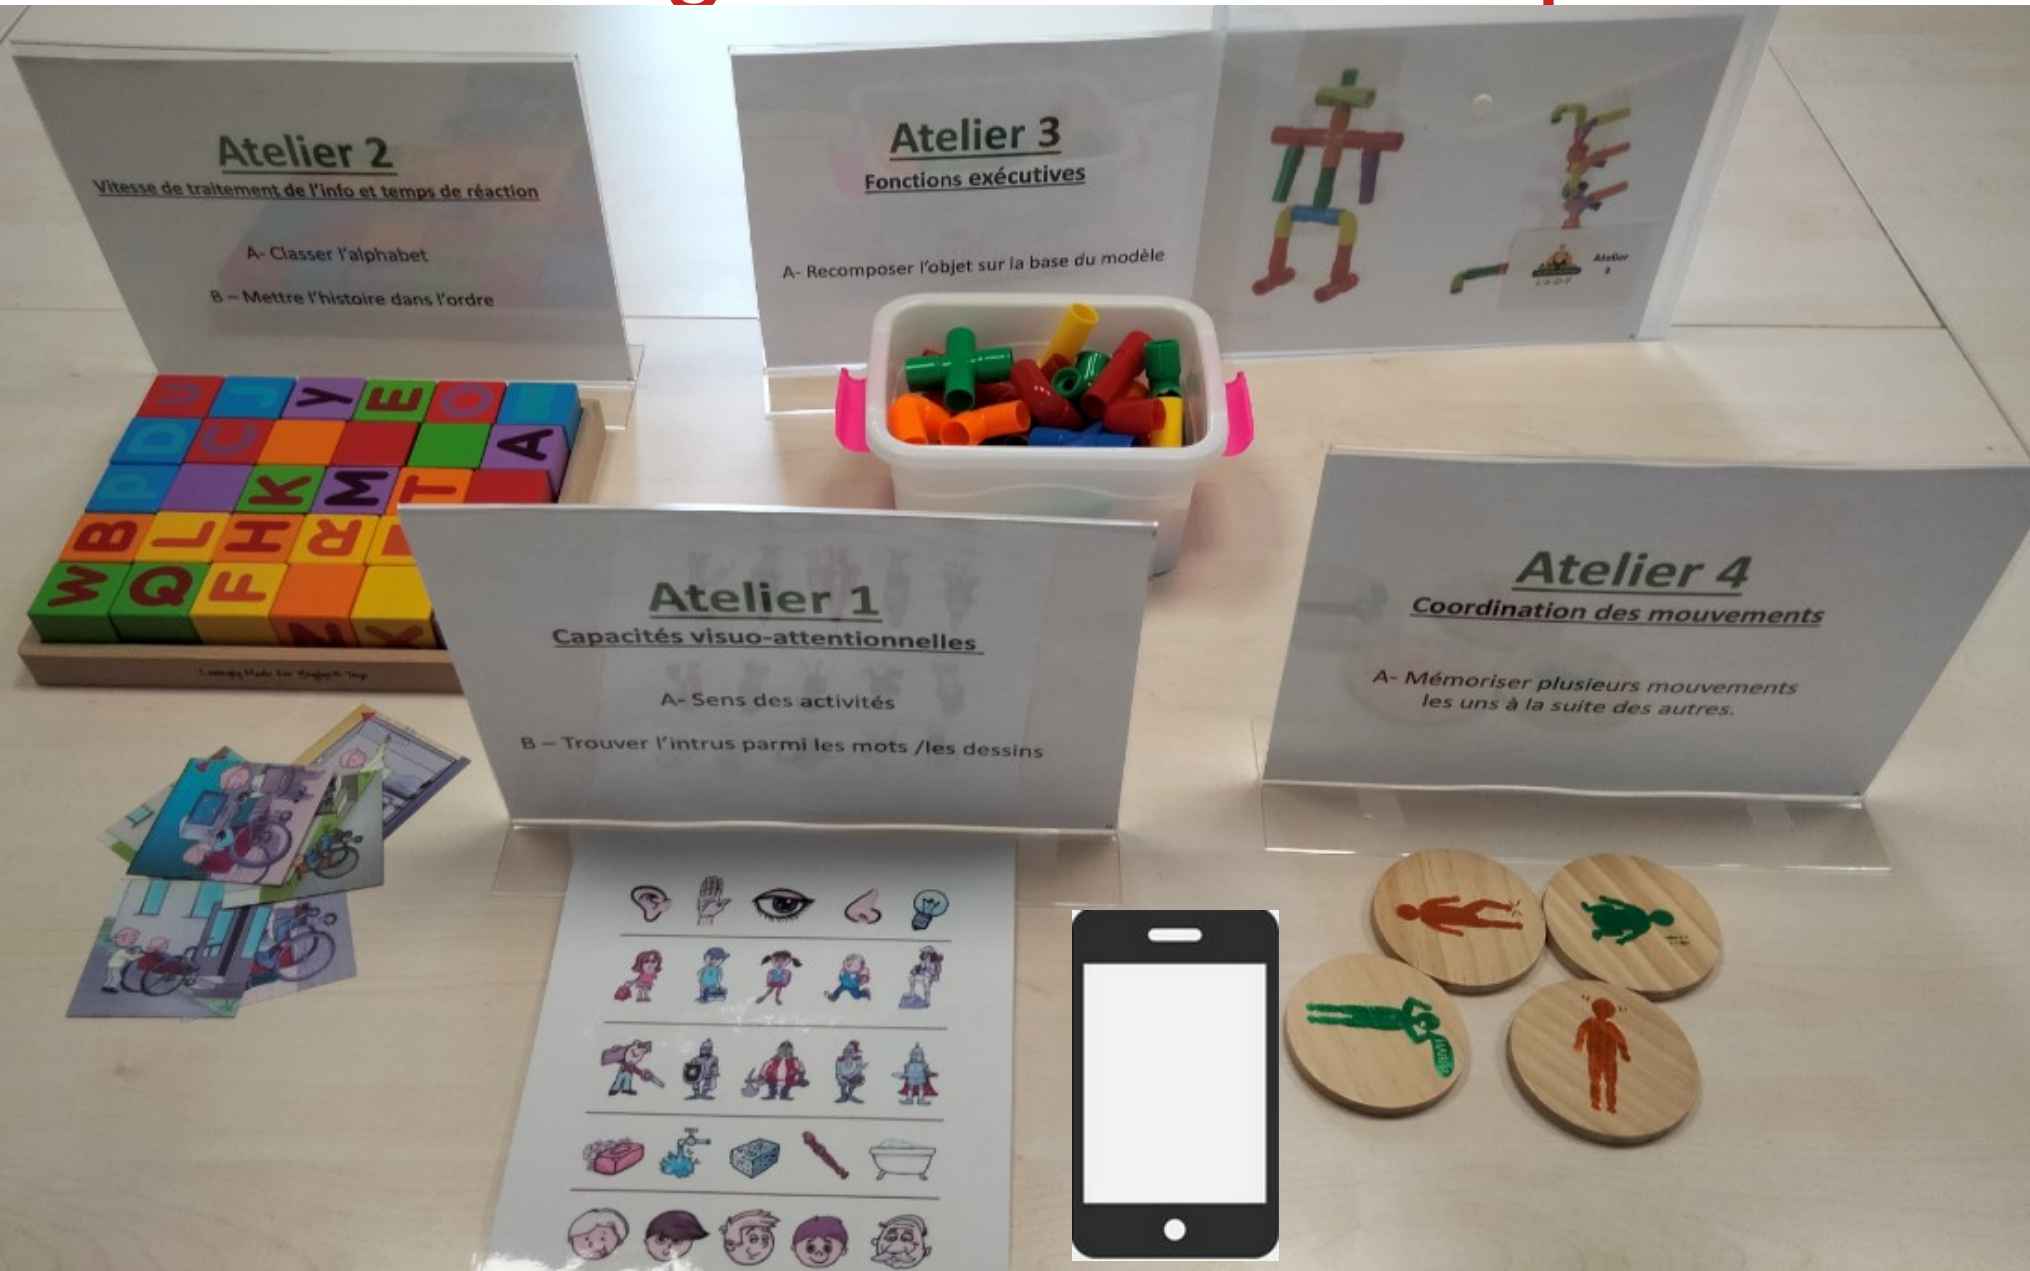 Atelier 2
Vitesse de traitement de l'info et temps de réaction
A- Classer l'alphabet
B – Mettre l'histoire dans l'ordre
Atelier 3
Fonctions exécutives
A- Recomposer l'objet sur la base du modèle
Atelier
3
U J Y E O
D C A
P K M T
B L H R
W Q F
N X
Atelier 1
Capacités visuo-attentionnelles
A- Sens des activités
B – Trouver l'intrus parmi les mots /les dessins
Atelier 4
Coordination des mouvements
A- Mémoriser plusieurs mouvements
les uns à la suite des autres.